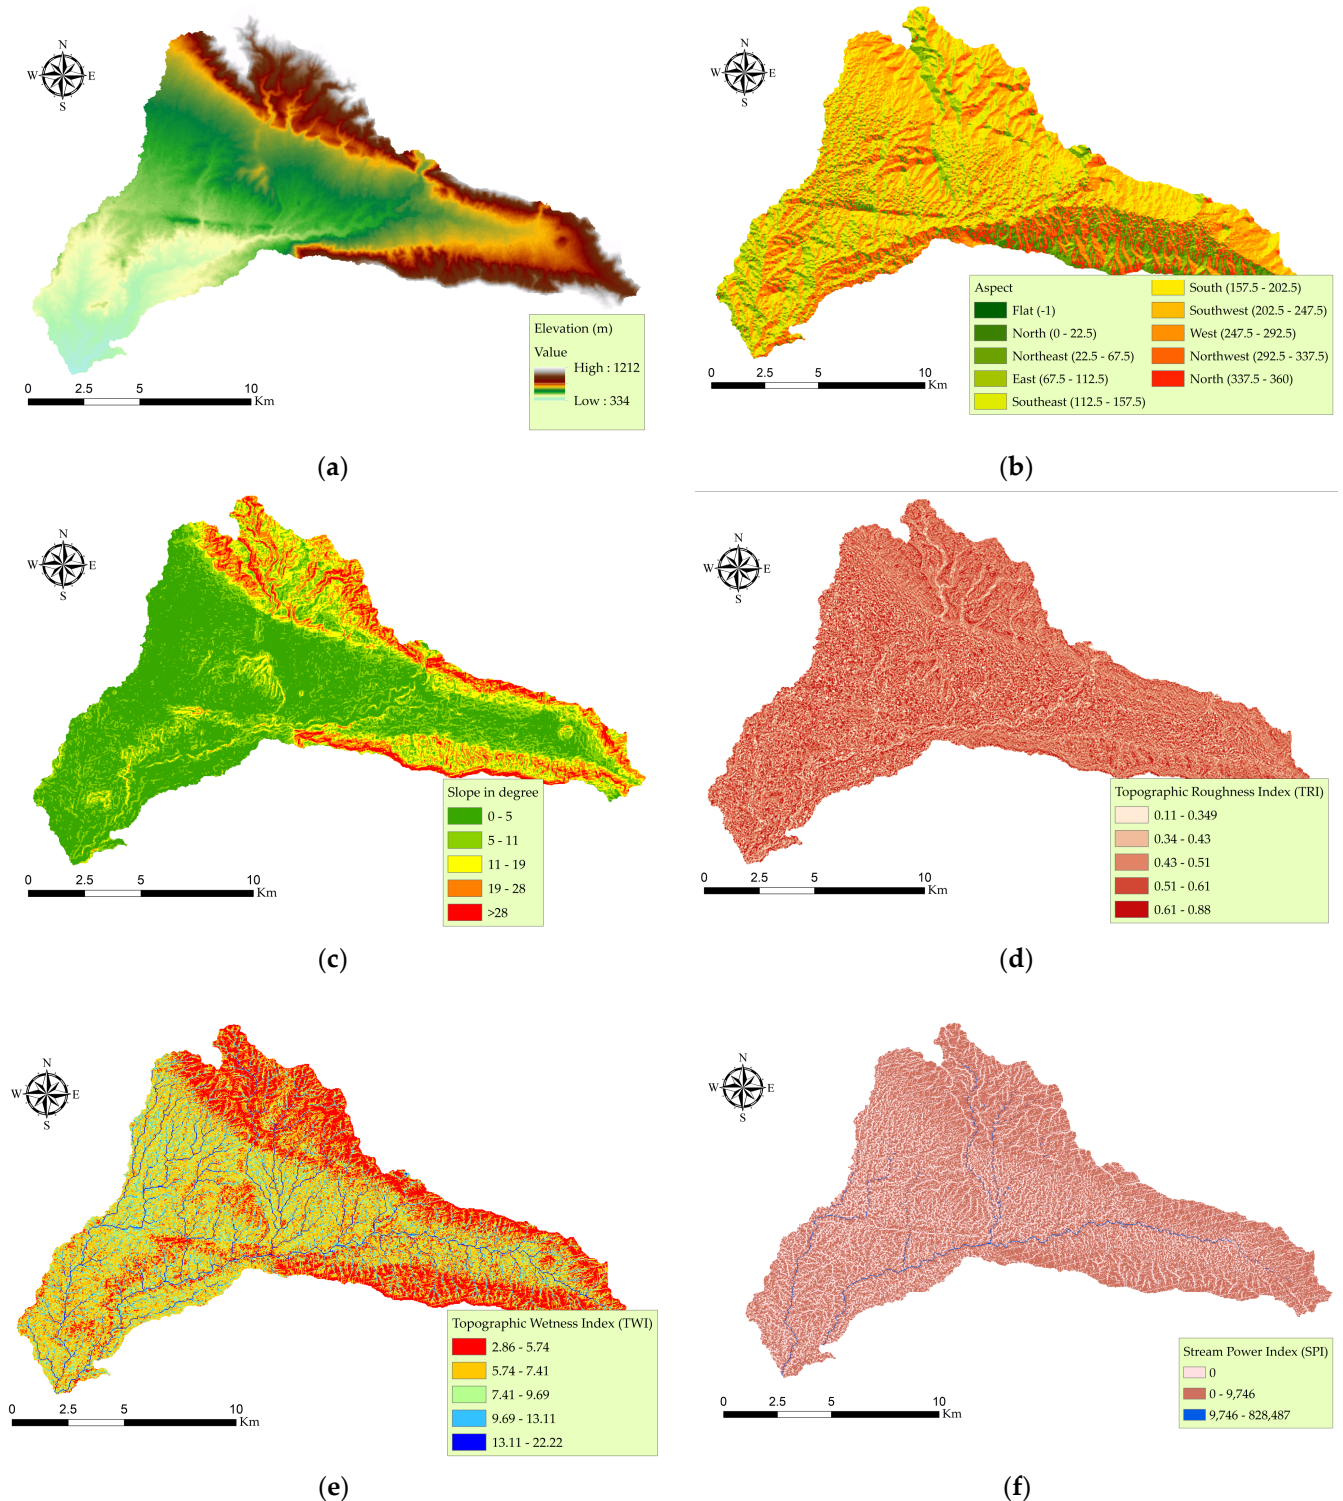 N
W E
S
Elevation (m)
Value
High : 1212
Low : 334
0 2.5 5 10
Km
(a)
N
W E
S
Aspect
Flat (-1)
North (0 - 22.5)
Northeast (22.5 - 67.5)
East (67.5 - 112.5)
Southeast (112.5 - 157.5)
South (157.5 - 202.5)
Southwest (202.5 - 247.5)
West (247.5 - 292.5)
Northwest (292.5 - 337.5)
North (337.5 - 360)
0 2.5 5 10
Km
(b)
N
W E
S
Slope in degree
0 - 5
5 - 11
11 - 19
19 - 28
>28
0 2.5 5 10
Km
(c)
N
W E
S
Topographic Roughness Index (TRI)
0.11 - 0.349
0.34 - 0.43
0.43 - 0.51
0.51 - 0.61
0.61 - 0.88
0 2.5 5 10
Km
(d)
N
W E
S
Topographic Wetness Index (TWI)
2.86 - 5.74
5.74 - 7.41
7.41 - 9.69
9.69 - 13.11
13.11 - 22.22
0 2.5 5 10
Km
(e)
N
W E
S
Stream Power Index (SPI)
0
0 - 9,746
9,746 - 828,487
0 2.5 5 10
Km
(f)